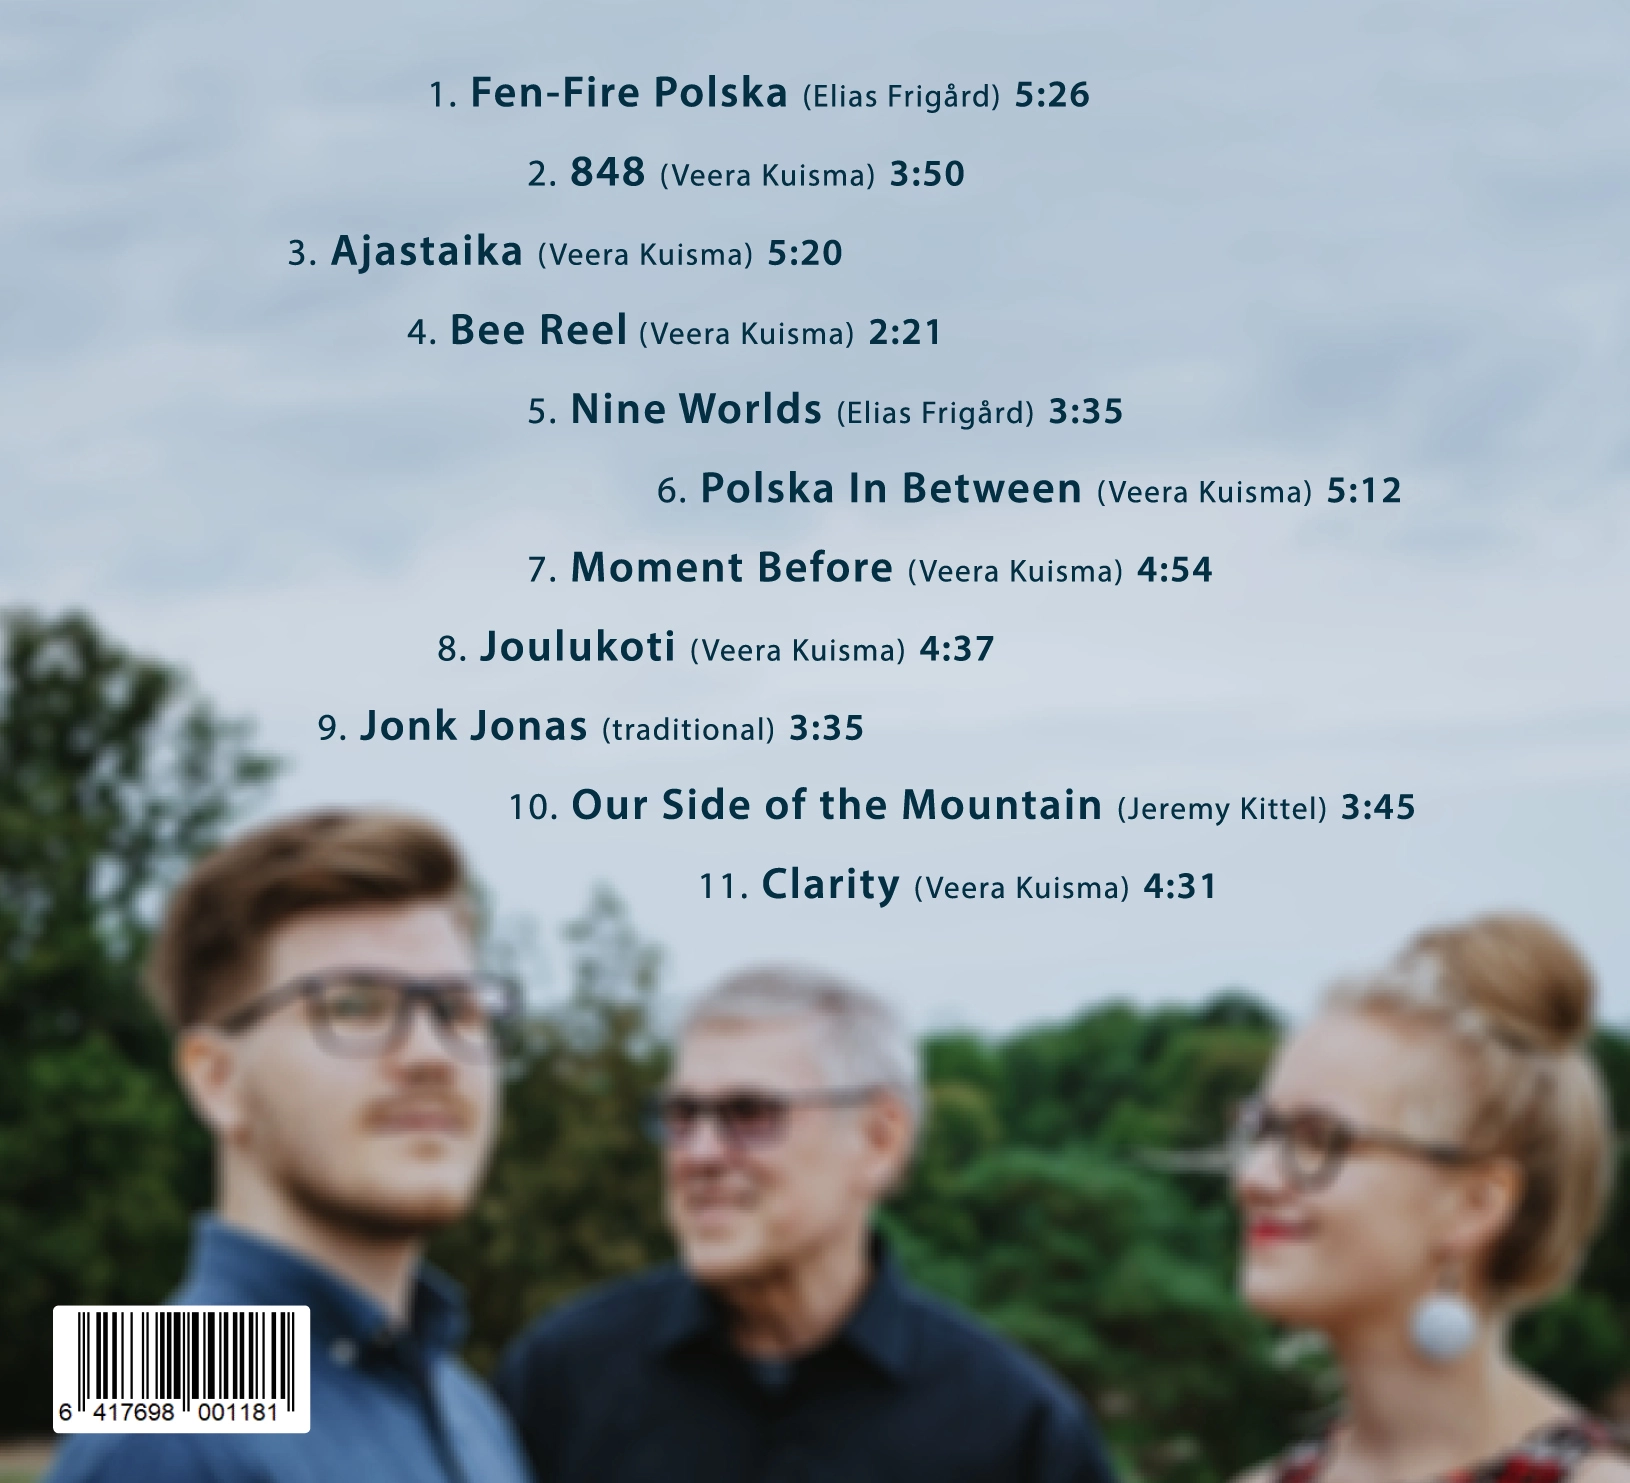 1. Fen-Fire Polska (Elias Frigård) 5:26
2. 848 (Veera Kuisma) 3:50
3. Ajastaika (Veera Kuisma) 5:20
4. Bee Reel (Veera Kuisma) 2:21
5. Nine Worlds (Elias Frigård) 3:35
6. Polska In Between (Veera Kuisma) 5:12
7. Moment Before (Veera Kuisma) 4:54
8. Joulukoti (Veera Kuisma) 4:37
9. Jonk Jonas (traditional) 3:35
10. Our Side of the Mountain (Jeremy Kittel) 3:45
11. Clarity (Veera Kuisma) 4:31
6 417698 001181